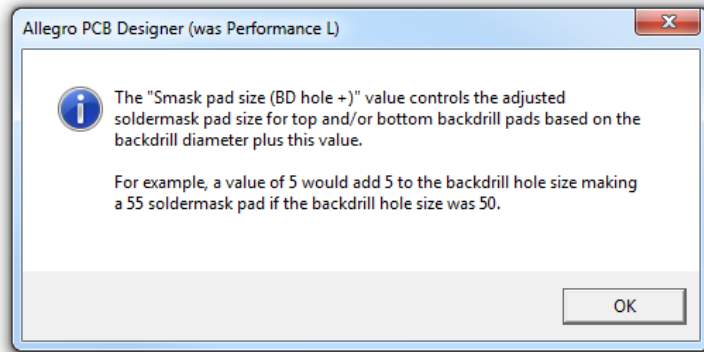 Allegro PCB Designer (was Performance L)
The "Smask pad size (BD hole +)" value controls the adjusted
soldermask pad size for top and/or bottom backdrill pads based on the
backdrill diameter plus this value.
For example, a value of 5 would add 5 to the backdrill hole size making
a 55 soldermask pad if the backdrill hole size was 50.
OK